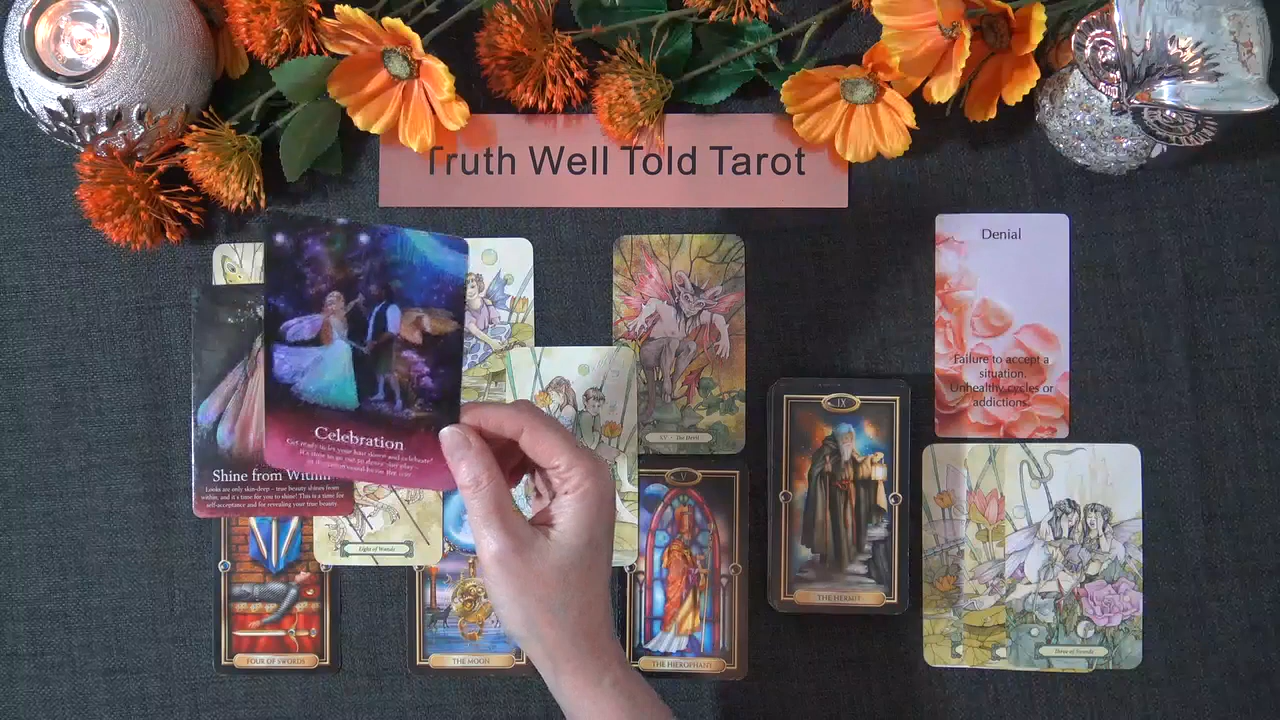 Truth Well Told Tarot
Denial
Failure to accept a
situation.
Unhealthy cycles or
addictions.
Celebration
Get ready to let your hair down and celebrate!
It's time to go out to dance, to play –
Shine from Within
Looks are only skin-deep – true beauty shines from
within, and it's time for you to shine! This is a time for
self-acceptance and for revealing your true beauty.
XV • The Devil
Eight of Wands
IX
THE HERMIT
V
THE HIEROPHANT
THE MOON
FOUR OF SWORDS
Three of Swords